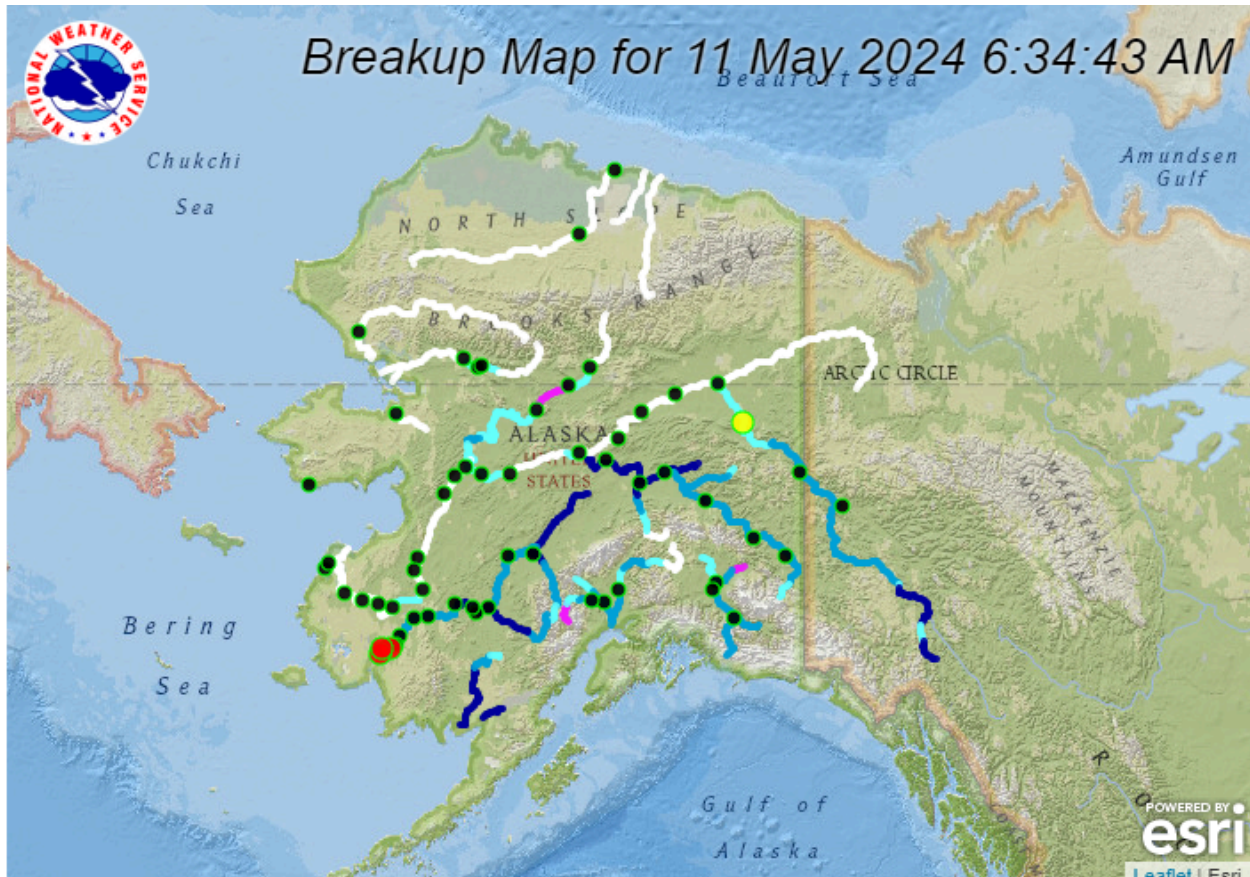 NATIONAL WEATHER SERVICE
Breakup Map for 11 May 2024 6:34:43 AM
Beaufort Sea
Chukchi
Sea
Amundsen
Gulf
NORTH SLOPE
BROOKS RANGE
ARCTIC CIRCLE
ALASKA
UNITED
STATES
MACKENZIE
MOUNTAINS
Bering
Sea
Gulf of
Alaska
R O
POWERED BY
esri
Leaflet | Esri